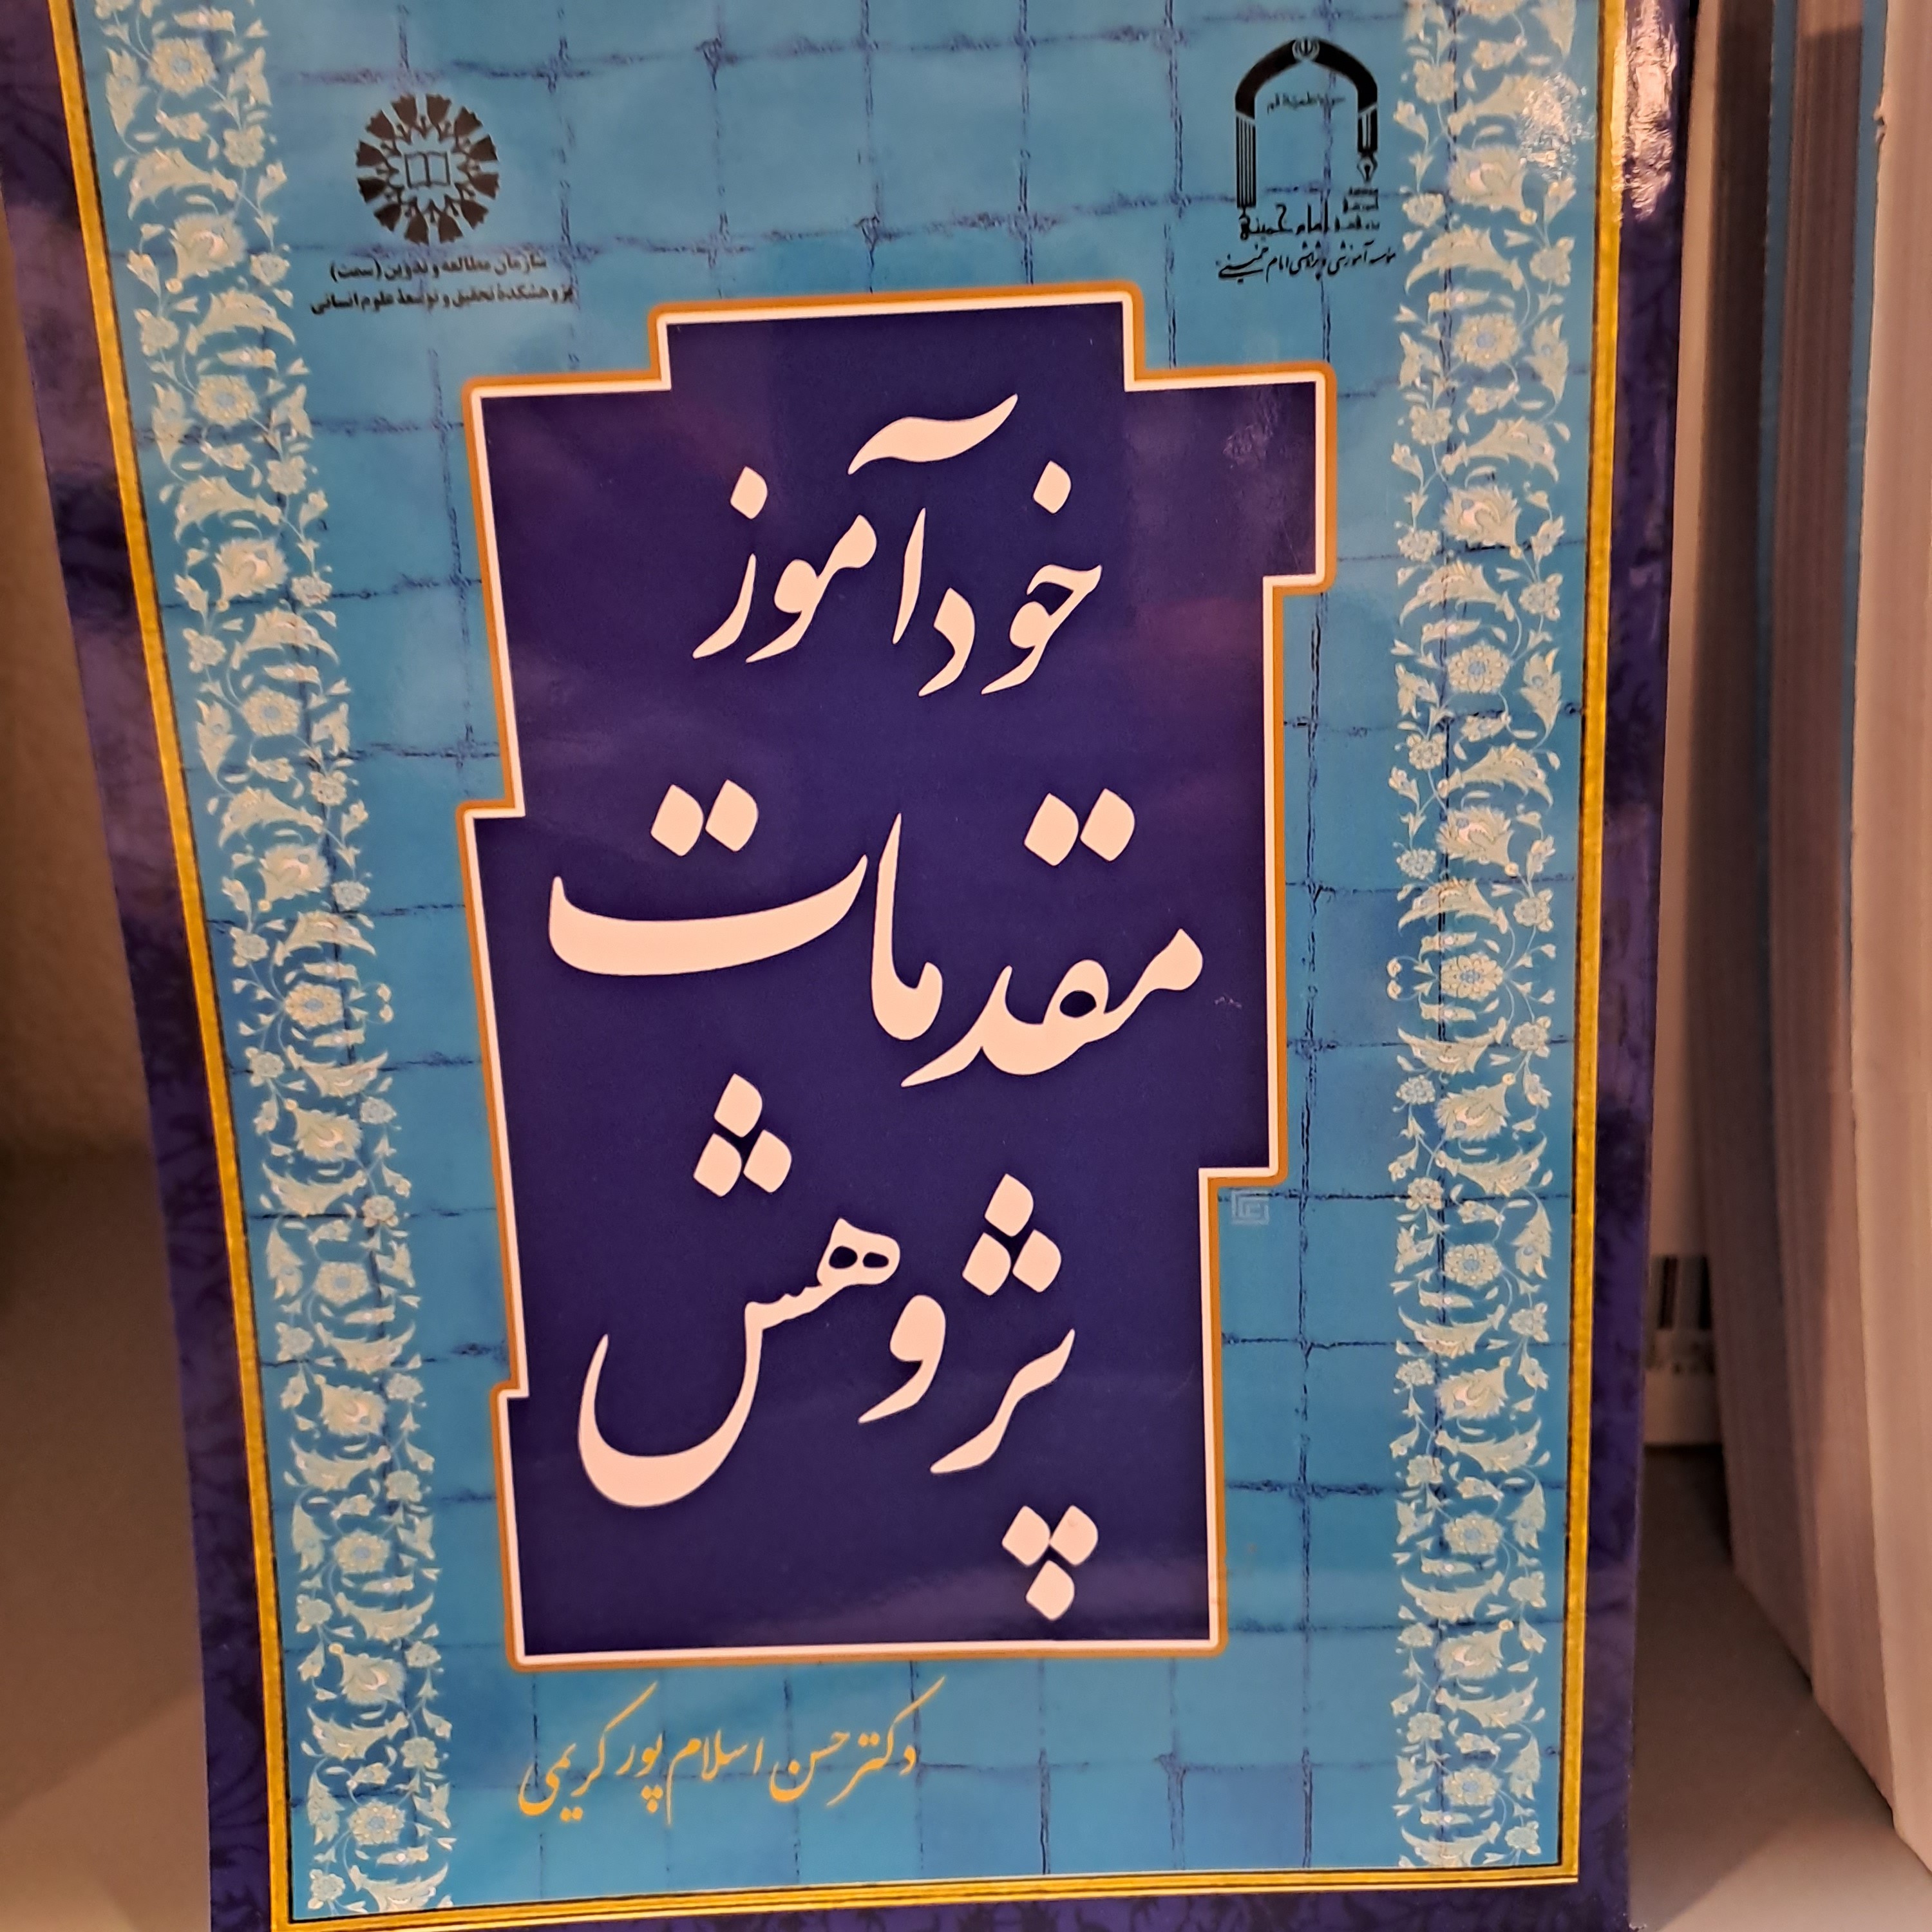 مؤسسه آموزشی و پژوهشی امام خمینی
سازمان مطالعه و تدوین (سمت)
پژوهشکدهٔ تحقیق و توسعهٔ علوم انسانی
خودآموز
مقدمات
پژوهش
دکتر حسن اسلام پور کریمی